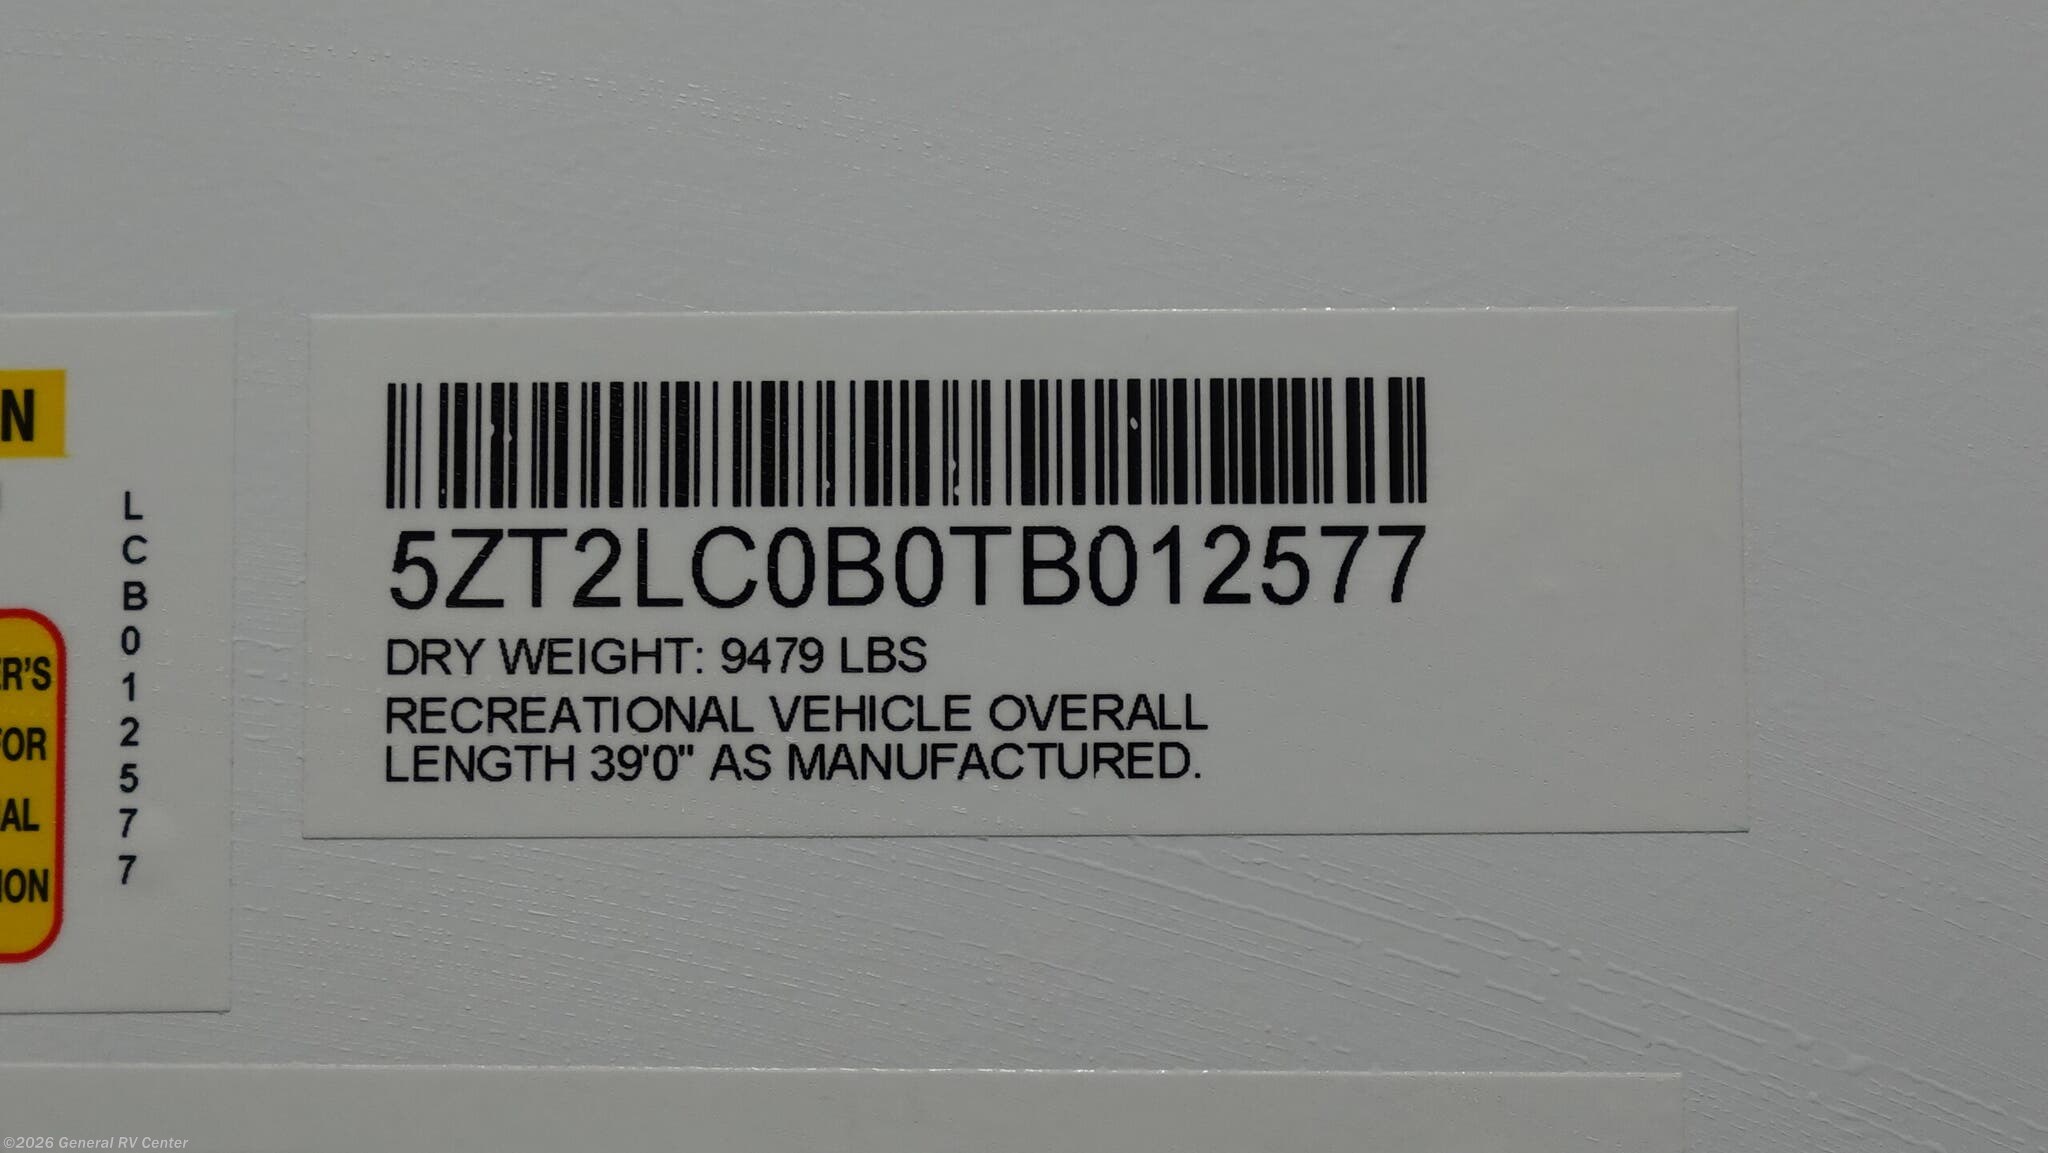 N
L
C
B
0
1
2
5
7
7
ER'S
FOR
AL
ION
5ZT2LC0B0TB012577
DRY WEIGHT: 9479 LBS
RECREATIONAL VEHICLE OVERALL
LENGTH 39'0" AS MANUFACTURED.
©2026 General RV Center